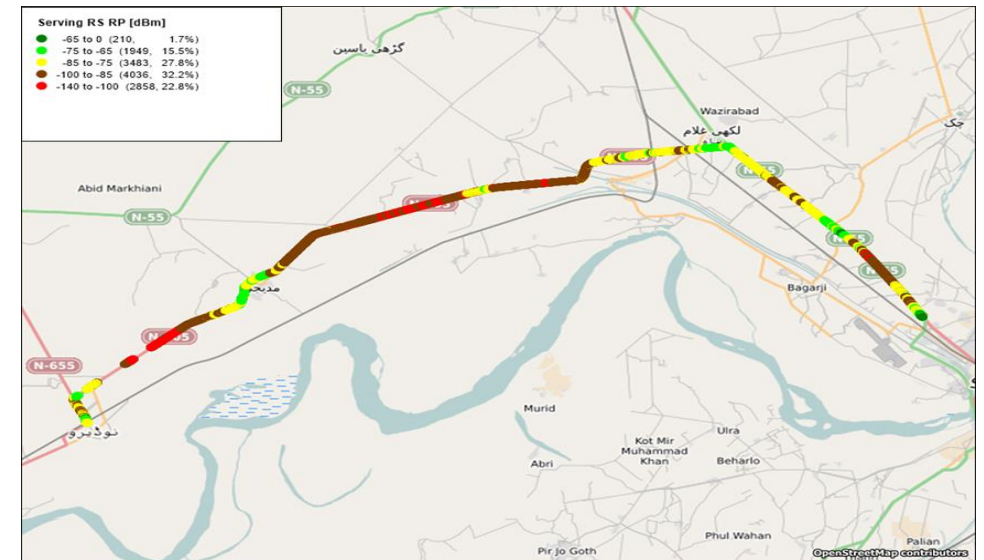 Serving RS RP [dBm]
-65 to 0 (210, 1.7%)
-75 to -65 (1949, 15.5%)
-85 to -75 (3483, 27.8%)
-100 to -85 (4036, 32.2%)
-140 to -100 (2858, 22.8%)
گڑھی یاسین
N-55
Wazirabad
لکھی غلام
چک
Abid Markhiani
N-55
Bagarji
N-655
Murid
Ulra
Kot Mir
Muhammad
Khan
Beharlo
Abri
Phul Wahan
Palian
Pir Jo Goth
OpenStreetMap contributors